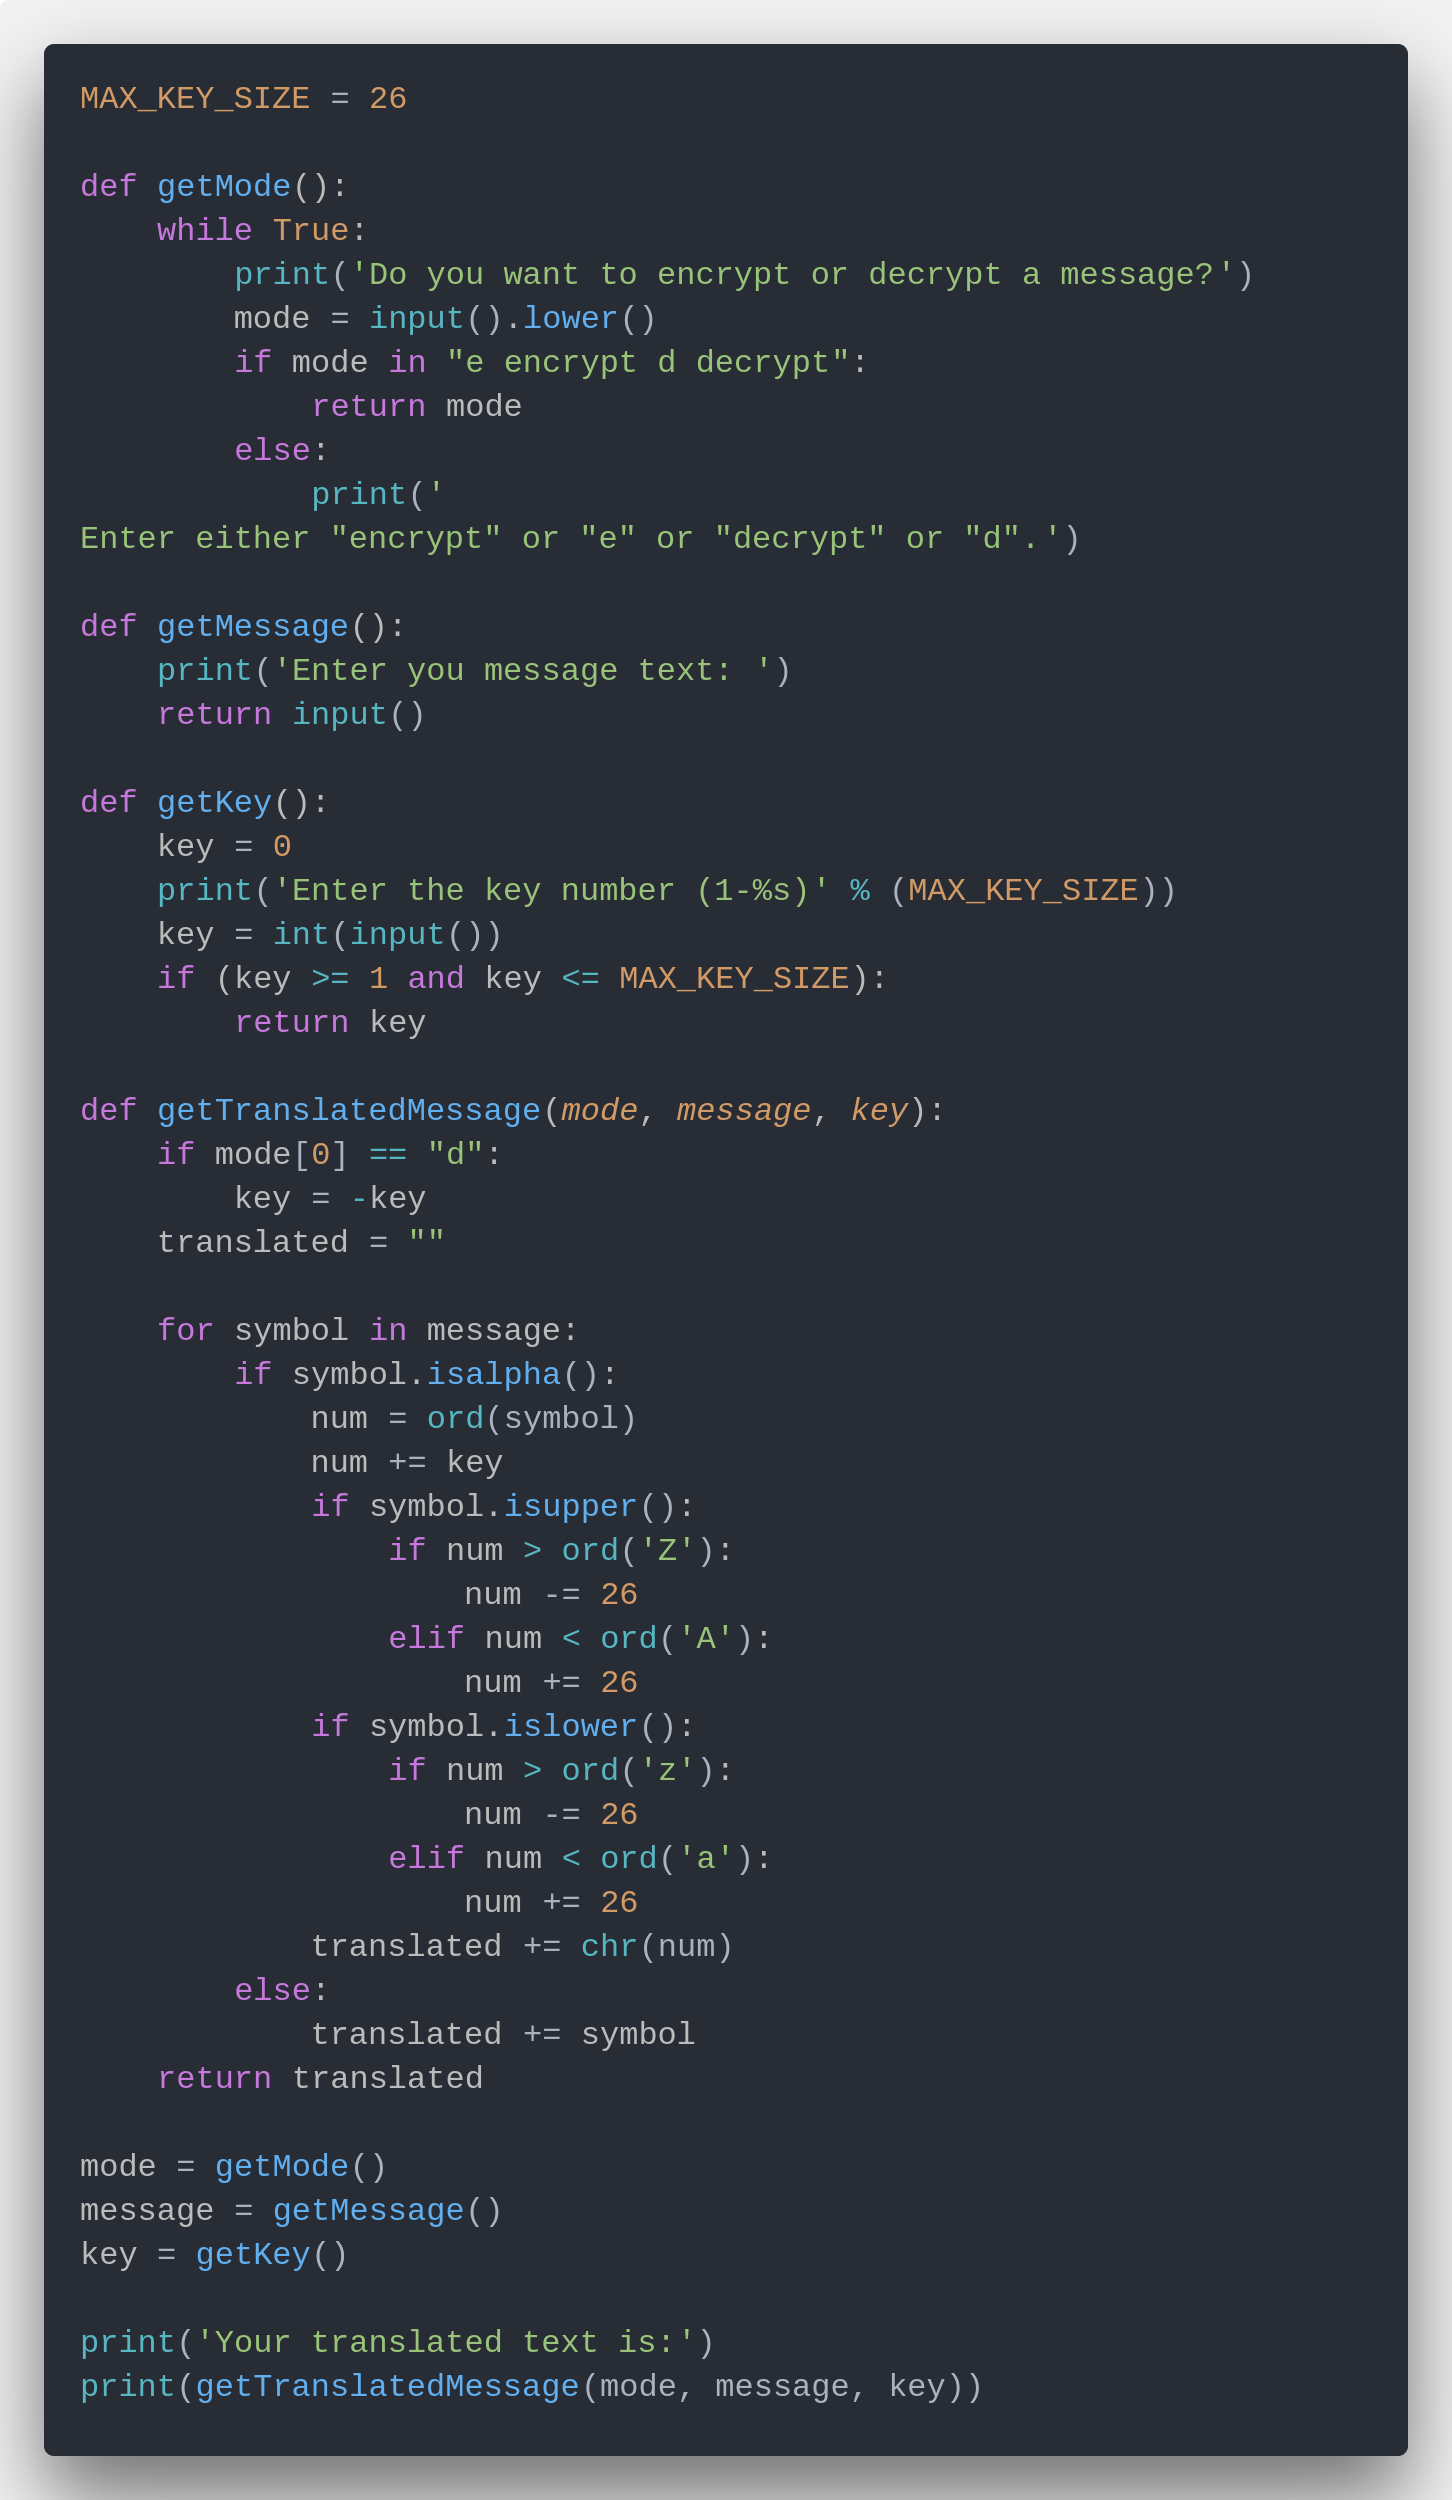 MAX_KEY_SIZE = 26

def getMode():
    while True:
        print('Do you want to encrypt or decrypt a message?')
        mode = input().lower()
        if mode in "e encrypt d decrypt":
            return mode
        else:
            print('
Enter either "encrypt" or "e" or "decrypt" or "d".')

def getMessage():
    print('Enter you message text: ')
    return input()

def getKey():
    key = 0
    print('Enter the key number (1-%s)' % (MAX_KEY_SIZE))
    key = int(input())
    if (key >= 1 and key <= MAX_KEY_SIZE):
        return key

def getTranslatedMessage(mode, message, key):
    if mode[0] == "d":
        key = -key
    translated = ""

    for symbol in message:
        if symbol.isalpha():
            num = ord(symbol)
            num += key
            if symbol.isupper():
                if num > ord('Z'):
                    num -= 26
                elif num < ord('A'):
                    num += 26
            if symbol.islower():
                if num > ord('z'):
                    num -= 26
                elif num < ord('a'):
                    num += 26
            translated += chr(num)
        else:
            translated += symbol
    return translated

mode = getMode()
message = getMessage()
key = getKey()

print('Your translated text is:')
print(getTranslatedMessage(mode, message, key))